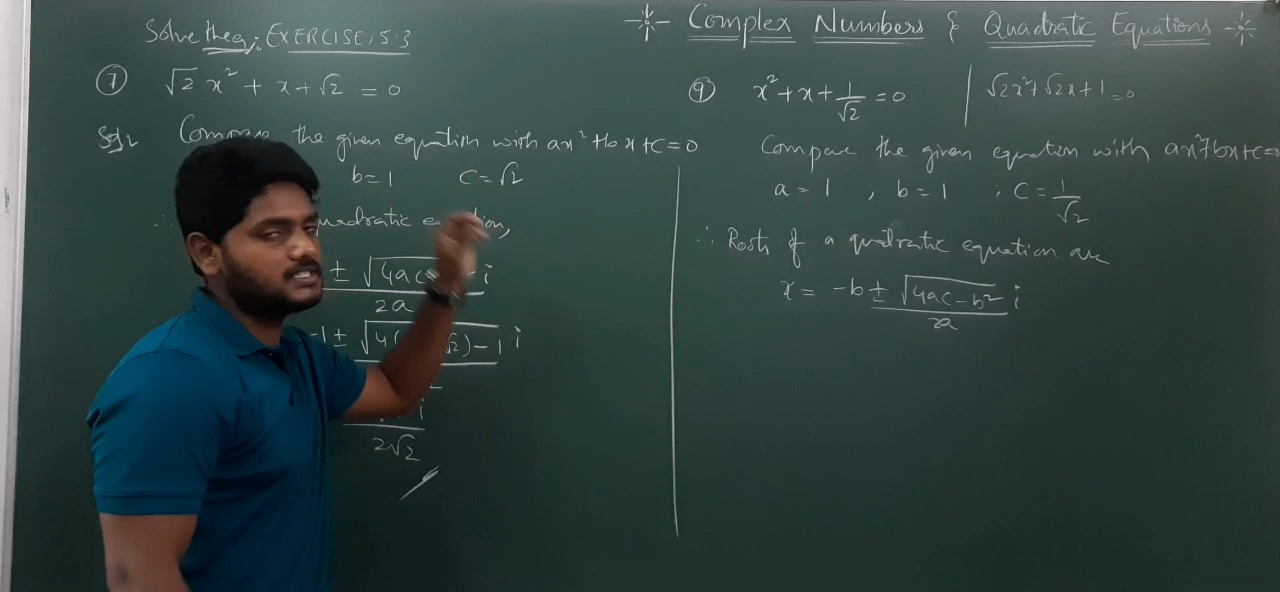 Solve the eq: EXERCISE: 5.3
-*- Complex Numbers & Quadratic Equations -*-
⑦ √2 x² + x + √2 = 0
Compare the given equation with ax² + bx + c = 0
b = 1 c = √2
equation,
± √4ac i
2a
-1 ± √4( √2) - 1 i
i
2√2
⑨ x² + x + 1/√2 = 0 | √2x² + √2x + 1 = 0
Compare the given equation with ax² + bx + c = 0
a = 1 , b = 1 ; c = 1/√2
∴ Roots of a quadratic equation are
x = -b ± √4ac - b² i
2a